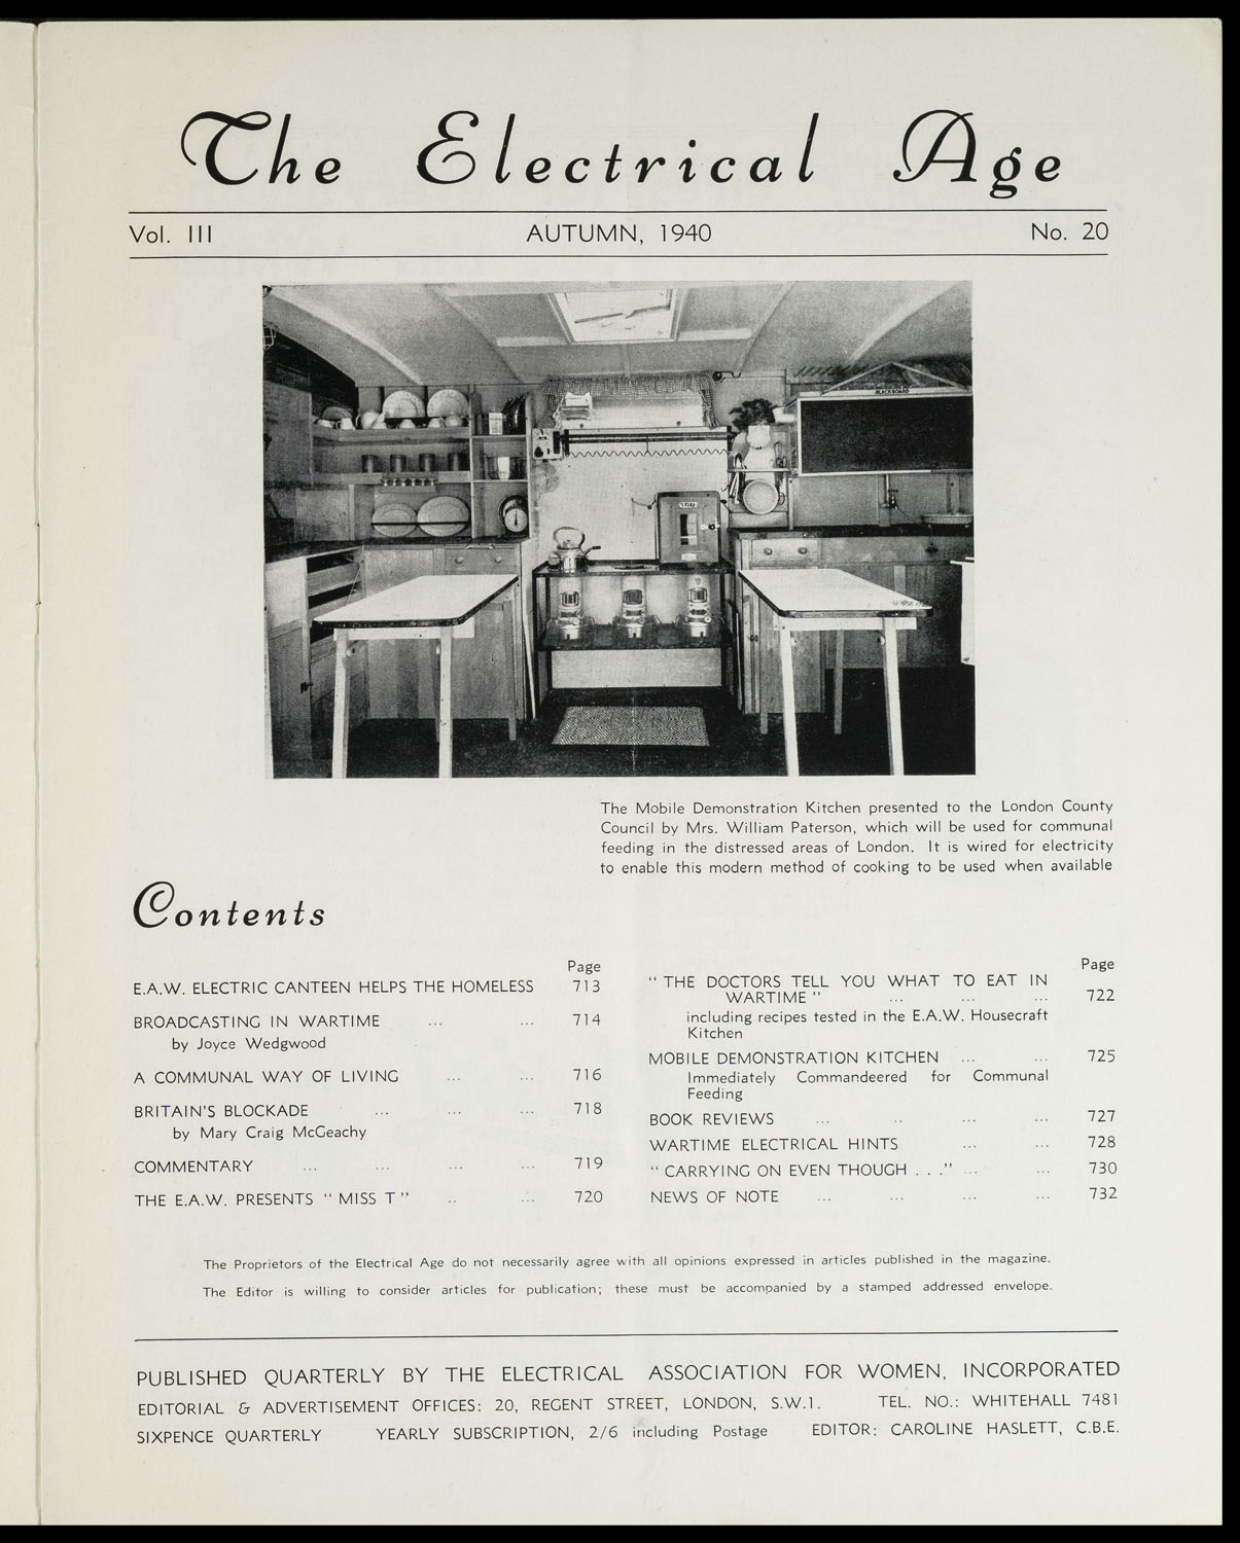 The Electrical Age
Vol. III AUTUMN, 1940 No. 20
BLACKBOARD
The Mobile Demonstration Kitchen presented to the London County
Council by Mrs. William Paterson, which will be used for communal
feeding in the distressed areas of London. It is wired for electricity
to enable this modern method of cooking to be used when available
Contents
Page
E.A.W. ELECTRIC CANTEEN HELPS THE HOMELESS 713
BROADCASTING IN WARTIME ... ... 714
by Joyce Wedgwood
A COMMUNAL WAY OF LIVING ... ... 716
BRITAIN'S BLOCKADE ... ... ... 718
by Mary Craig McGeachy
COMMENTARY ... ... ... ... 719
THE E.A.W. PRESENTS " MISS T " .. ... 720
Page
" THE DOCTORS TELL YOU WHAT TO EAT IN
WARTIME " ... ... ... 722
including recipes tested in the E.A.W. Housecraft
Kitchen
MOBILE DEMONSTRATION KITCHEN ... ... 725
Immediately Commandeered for Communal
Feeding
BOOK REVIEWS ... .. ... ... 727
WARTIME ELECTRICAL HINTS ... ... 728
" CARRYING ON EVEN THOUGH . . ." ... ... 730
NEWS OF NOTE ... ... ... ... 732
The Proprietors of the Electrical Age do not necessarily agree with all opinions expressed in articles published in the magazine.
The Editor is willing to consider articles for publication; these must be accompanied by a stamped addressed envelope.
PUBLISHED QUARTERLY BY THE ELECTRICAL ASSOCIATION FOR WOMEN, INCORPORATED
EDITORIAL & ADVERTISEMENT OFFICES: 20, REGENT STREET, LONDON, S.W.1. TEL. NO.: WHITEHALL 7481
SIXPENCE QUARTERLY YEARLY SUBSCRIPTION, 2/6 including Postage EDITOR: CAROLINE HASLETT, C.B.E.